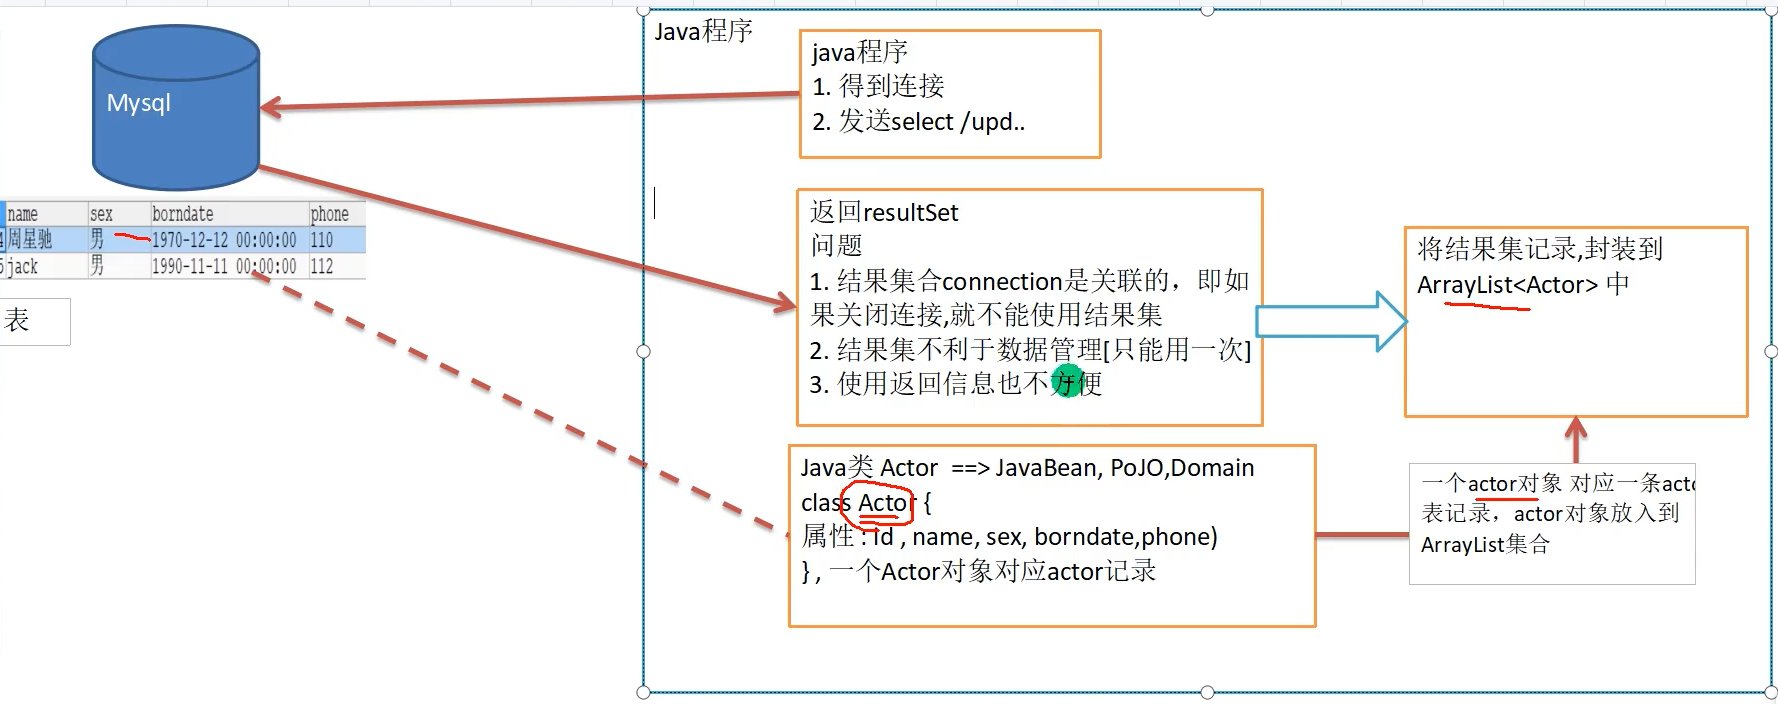 Java程序
java程序
1. 得到连接
2. 发送select /upd..
Mysql
name sex borndate phone
4 周星驰 男 1970-12-12 00:00:00 110
5 jack 男 1990-11-11 00:00:00 112
表
返回resultSet
问题
1. 结果集合connection是关联的，即如
果关闭连接,就不能使用结果集
2. 结果集不利于数据管理[只能用一次]
3. 使用返回信息也不方便
将结果集记录,封装到
ArrayList<Actor> 中
Java类 Actor ==> JavaBean, PoJO,Domain
class Actor {
属性 : id , name, sex, borndate,phone)
} , 一个Actor对象对应actor记录
一个actor对象 对应一条acto
表记录，actor对象放入到
ArrayList集合